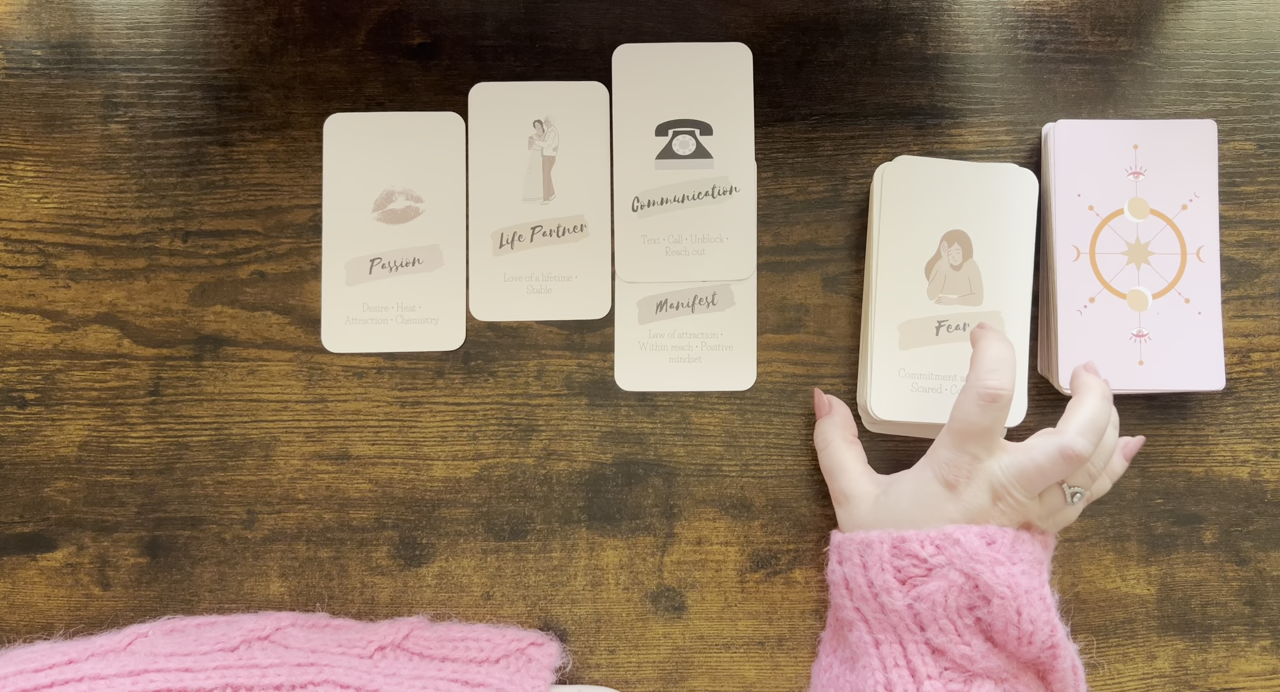 Passion
Desire • Heat •
Attraction • Chemistry
Life Partner
Love of a lifetime •
Stable
Communication
Text • Call • Unblock •
Reach out
Manifest
Law of attraction •
Within reach • Positive
mindset
Fear
Commitment
Scared •